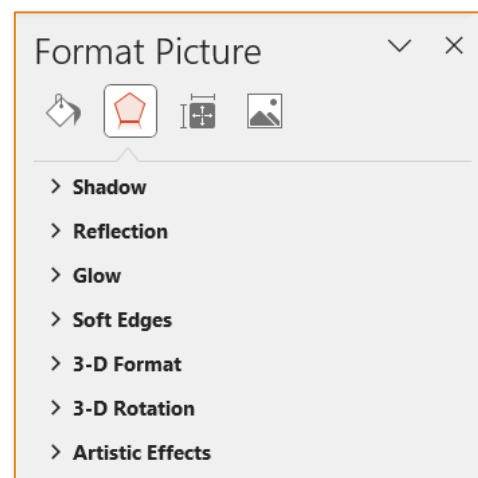 Format Picture
Shadow
Reflection
Glow
Soft Edges
3-D Format
3-D Rotation
Artistic Effects